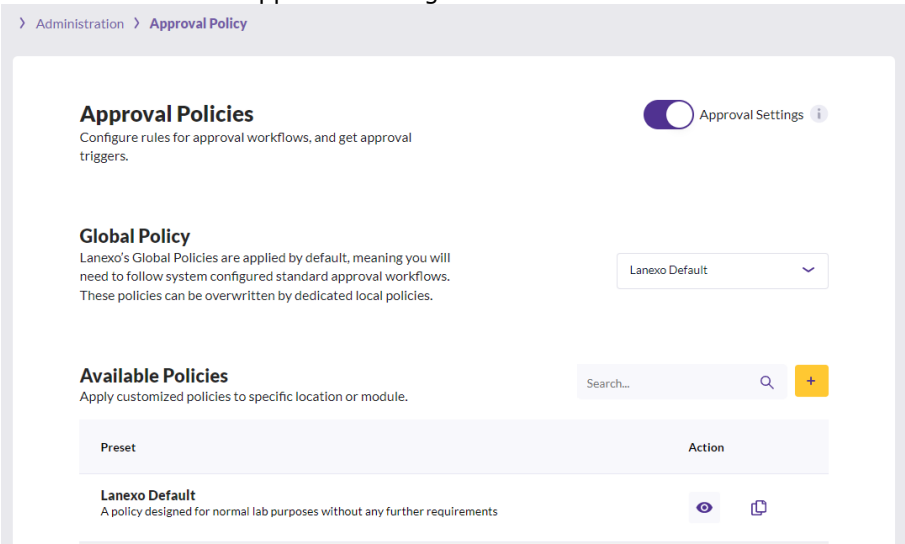 Administration > Approval Policy
Approval Policies
Configure rules for approval workflows, and get approval
triggers.
Approval Settings i
Global Policy
Lanexo's Global Policies are applied by default, meaning you will
need to follow system configured standard approval workflows.
These policies can be overwritten by dedicated local policies.
Lanexo Default
Available Policies
Apply customized policies to specific location or module.
Search...
+
Preset Action
Lanexo Default
A policy designed for normal lab purposes without any further requirements